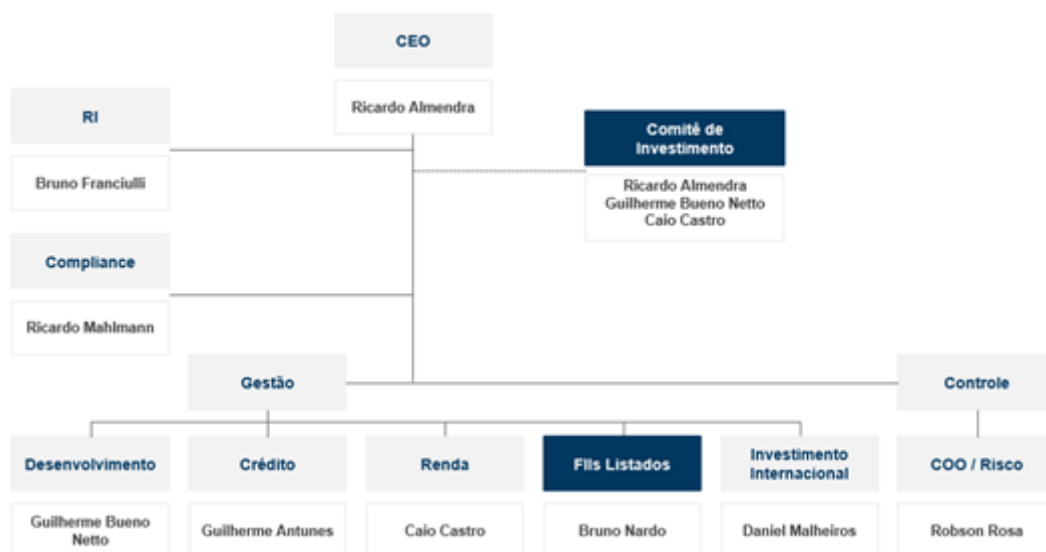 CEO
Ricardo Almendra
RI
Bruno Franciulli
Comitê de
Investimento
Ricardo Almendra
Guilherme Bueno Netto
Caio Castro
Compliance
Ricardo Mahlmann
Gestão
Controle
Desenvolvimento
Guilherme Bueno
Netto
Crédito
Guilherme Antunes
Renda
Caio Castro
FIIs Listados
Bruno Nardo
Investimento
Internacional
Daniel Malheiros
COO / Risco
Robson Rosa